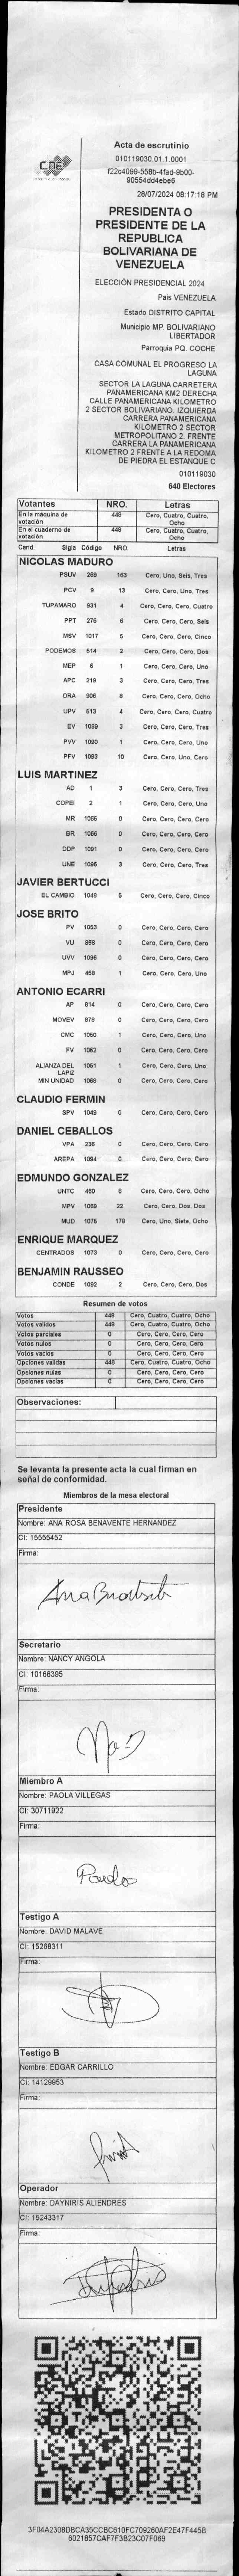 CNE
Acta de escrutinio
010119030.01.1.0001
f22c4099-556b-4fad-9b00-
90554dd4ebe6
28/07/2024 08:17:18 PM
PRESIDENTA O
PRESIDENTE DE LA
REPUBLICA
BOLIVARIANA DE
VENEZUELA
ELECCIÓN PRESIDENCIAL 2024
Pais VENEZUELA
Estado DISTRITO CAPITAL
Municipio MP. BOLIVARIANO
LIBERTADOR
Parroquia PQ. COCHE
CASA COMUNAL EL PROGRESO LA
LAGUNA
SECTOR LA LAGUNA CARRETERA
PANAMERICANA KM2 DERECHA
CALLE PANAMERICANA KILOMETRO
2 SECTOR BOLIVARIANO. IZQUIERDA
CARRERA PANAMERICANA
KILOMETRO 2 SECTOR
METROPOLITANO 2. FRENTE
CARRERA LA PANAMERICANA
KILOMETRO 2 FRENTE A LA REDOMA
DE PIEDRA EL ESTANQUE C
010119030
640 Electores
Votantes NRO. Letras
En la máquina de votación 448 Cero, Cuatro, Cuatro, Ocho
En el cuaderno de votación 448 Cero, Cuatro, Cuatro, Ocho
Cand. Sigla Código NRO. Letras
NICOLAS MADURO
PSUV 269 163 Cero, Uno, Seis, Tres
PCV 9 13 Cero, Cero, Uno, Tres
TUPAMARO 931 4 Cero, Cero, Cero, Cuatro
PPT 276 6 Cero, Cero, Cero, Seis
MSV 1017 5 Cero, Cero, Cero, Cinco
PODEMOS 514 2 Cero, Cero, Cero, Dos
MEP 6 1 Cero, Cero, Cero, Uno
APC 219 3 Cero, Cero, Cero, Tres
ORA 906 8 Cero, Cero, Cero, Ocho
UPV 513 4 Cero, Cero, Cero, Cuatro
EV 1089 3 Cero, Cero, Cero, Tres
PVV 1090 1 Cero, Cero, Cero, Uno
PFV 1093 10 Cero, Cero, Uno, Cero
LUIS MARTINEZ
AD 1 3 Cero, Cero, Cero, Tres
COPEI 2 1 Cero, Cero, Cero, Uno
MR 1065 0 Cero, Cero, Cero, Cero
BR 1066 0 Cero, Cero, Cero, Cero
DDP 1091 0 Cero, Cero, Cero, Cero
UNE 1095 3 Cero, Cero, Cero, Tres
JAVIER BERTUCCI
EL CAMBIO 1048 5 Cero, Cero, Cero, Cinco
JOSE BRITO
PV 1053 0 Cero, Cero, Cero, Cero
VU 868 0 Cero, Cero, Cero, Cero
UVV 1096 0 Cero, Cero, Cero, Cero
MPJ 468 1 Cero, Cero, Cero, Uno
ANTONIO ECARRI
AP 814 0 Cero, Cero, Cero, Cero
MOVEV 879 0 Cero, Cero, Cero, Cero
CMC 1050 1 Cero, Cero, Cero, Uno
FV 1062 0 Cero, Cero, Cero, Cero
ALIANZA DEL LAPIZ 1051 1 Cero, Cero, Cero, Uno
MIN UNIDAD 1068 0 Cero, Cero, Cero, Cero
CLAUDIO FERMIN
SPV 1049 0 Cero, Cero, Cero, Cero
DANIEL CEBALLOS
VPA 236 0 Cero, Cero, Cero, Cero
AREPA 1094 0 Cero, Cero, Cero, Cero
EDMUNDO GONZALEZ
UNTC 460 8 Cero, Cero, Cero, Ocho
MPV 1069 22 Cero, Cero, Dos, Dos
MUD 1075 178 Cero, Uno, Siete, Ocho
ENRIQUE MARQUEZ
CENTRADOS 1073 0 Cero, Cero, Cero, Cero
BENJAMIN RAUSSEO
CONDE 1092 2 Cero, Cero, Cero, Dos
Resumen de votos
Votos 448 Cero, Cuatro, Cuatro, Ocho
Votos validos 448 Cero, Cuatro, Cuatro, Ocho
Votos parciales 0 Cero, Cero, Cero, Cero
Votos nulos 0 Cero, Cero, Cero, Cero
Votos vacios 0 Cero, Cero, Cero, Cero
Opciones validas 448 Cero, Cuatro, Cuatro, Ocho
Opciones nulas 0 Cero, Cero, Cero, Cero
Opciones vacias 0 Cero, Cero, Cero, Cero
Observaciones:
Se levanta la presente acta la cual firman en
señal de conformidad.
Miembros de la mesa electoral
Presidente
Nombre: ANA ROSA BENAVENTE HERNANDEZ
CI: 15555452
Firma:
Secretario
Nombre: NANCY ANGOLA
CI: 10168395
Firma:
Miembro A
Nombre: PAOLA VILLEGAS
CI: 30711922
Firma:
Testigo A
Nombre: DAVID MALAVE
CI: 15268311
Firma:
Testigo B
Nombre: EDGAR CARRILLO
CI: 14129953
Firma:
Operador
Nombre: DAYNIRIS ALIENDRES
CI: 15243317
Firma:
3F04A2308DBCA35CCBC610FC709260AF2E47F445B
6021857CAF7F3B23C07F069